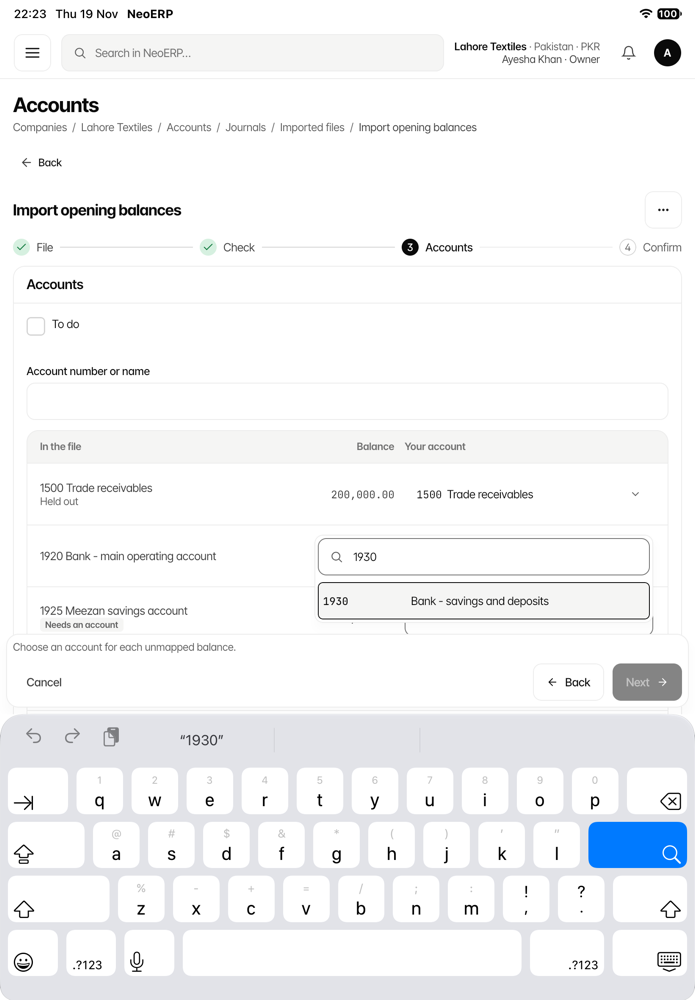 22:23 Thu 19 Nov NeoERP
100
Search in NeoERP...
Lahore Textiles · Pakistan · PKR
Ayesha Khan · Owner
A
Accounts
Companies / Lahore Textiles / Accounts / Journals / Imported files / Import opening balances
Back
Import opening balances
File
Check
3 Accounts
4 Confirm
Accounts
To do
Account number or name
In the file Balance Your account
1500 Trade receivables
Held out
200,000.00
1500 Trade receivables
1920 Bank - main operating account
1930
1930 Bank - savings and deposits
1925 Meezan savings account
Needs an account
Choose an account for each unmapped balance.
Cancel
Back
Next
“1930”
1 2 3 4 5 6 7 8 9 0
q w e r t y u i o p
@ # $ & * ( ) ' "
a s d f g h j k l
% - + = / ; : ! ?
z x c v b n m , .
.?123
.?123